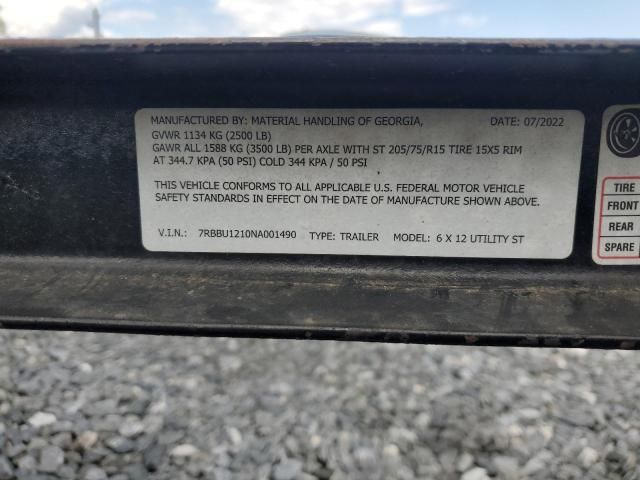 MANUFACTURED BY: MATERIAL HANDLING OF GEORGIA, DATE: 07/2022
GVWR 1134 KG (2500 LB)
GAWR ALL 1588 KG (3500 LB) PER AXLE WITH ST 205/75/R15 TIRE 15X5 RIM
AT 344.7 KPA (50 PSI) COLD 344 KPA / 50 PSI
THIS VEHICLE CONFORMS TO ALL APPLICABLE U.S. FEDERAL MOTOR VEHICLE
SAFETY STANDARDS IN EFFECT ON THE DATE OF MANUFACTURE SHOWN ABOVE.
V.I.N.: 7RBBU1210NA001490 TYPE: TRAILER MODEL: 6 X 12 UTILITY ST
TIRE
FRONT
REAR
SPARE